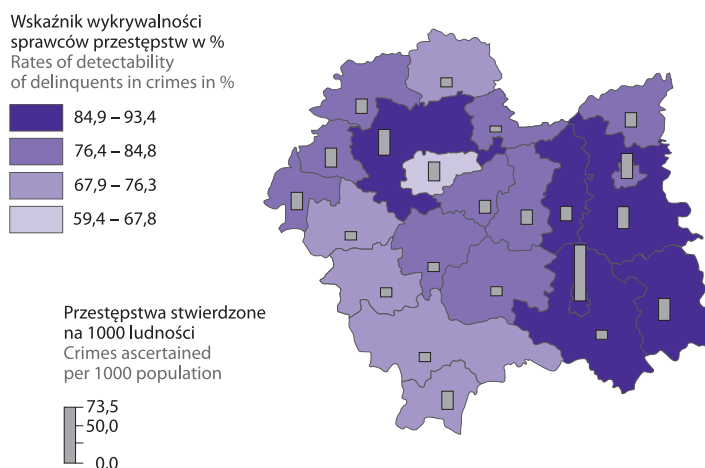 Wskaźnik wykrywalności
sprawców przestępstw w %
Rates of detectability
of delinquents in crimes in %
84,9 – 93,4
76,4 – 84,8
67,9 – 76,3
59,4 – 67,8
Przestępstwa stwierdzone
na 1000 ludności
Crimes ascertained
per 1000 population
73,5
50,0
0,0